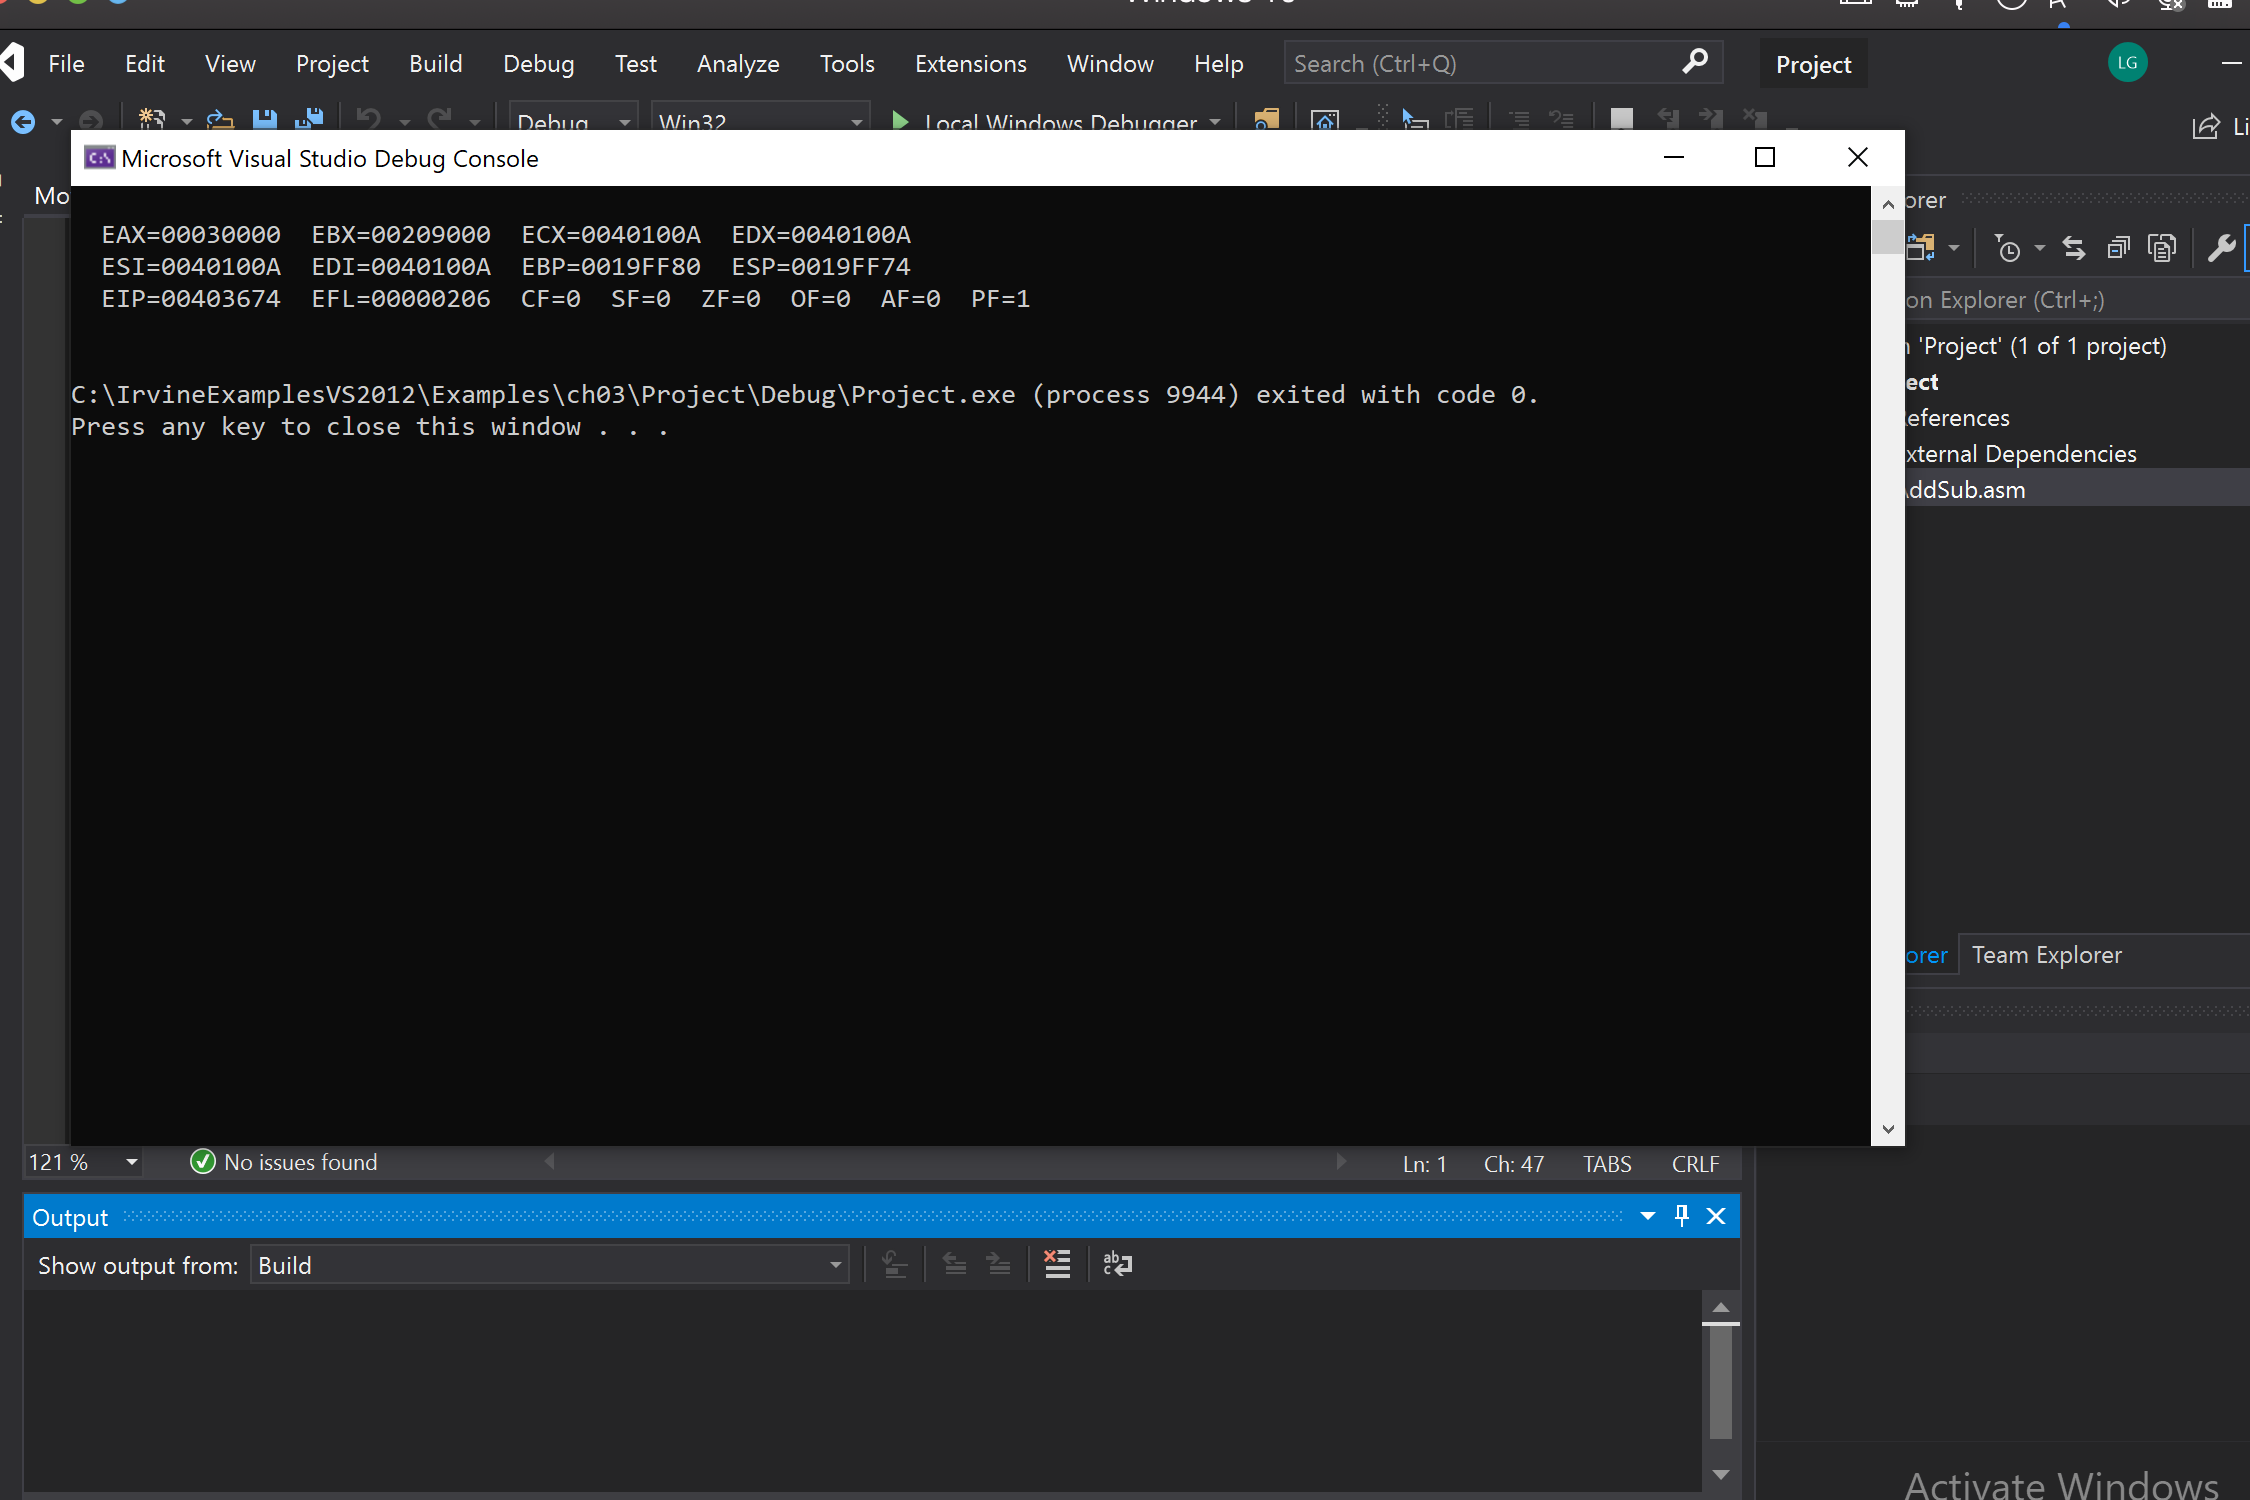 File Edit View Project Build Debug Test Analyze Tools Extensions Window Help Search (Ctrl+Q) Project LG
Debug Win32 Local Windows Debugger
C:\ Microsoft Visual Studio Debug Console
EAX=00030000 EBX=00209000 ECX=0040100A EDX=0040100A
ESI=0040100A EDI=0040100A EBP=0019FF80 ESP=0019FF74
EIP=00403674 EFL=00000206 CF=0 SF=0 ZF=0 OF=0 AF=0 PF=1
C:\IrvineExamplesVS2012\Examples\ch03\Project\Debug\Project.exe (process 9944) exited with code 0.
Press any key to close this window . . .
Li
Mo
orer
on Explorer (Ctrl+;)
'Project' (1 of 1 project)
ect
eferences
xternal Dependencies
ddSub.asm
orer Team Explorer
121 % No issues found Ln: 1 Ch: 47 TABS CRLF
Output
Show output from: Build
Activate Windows